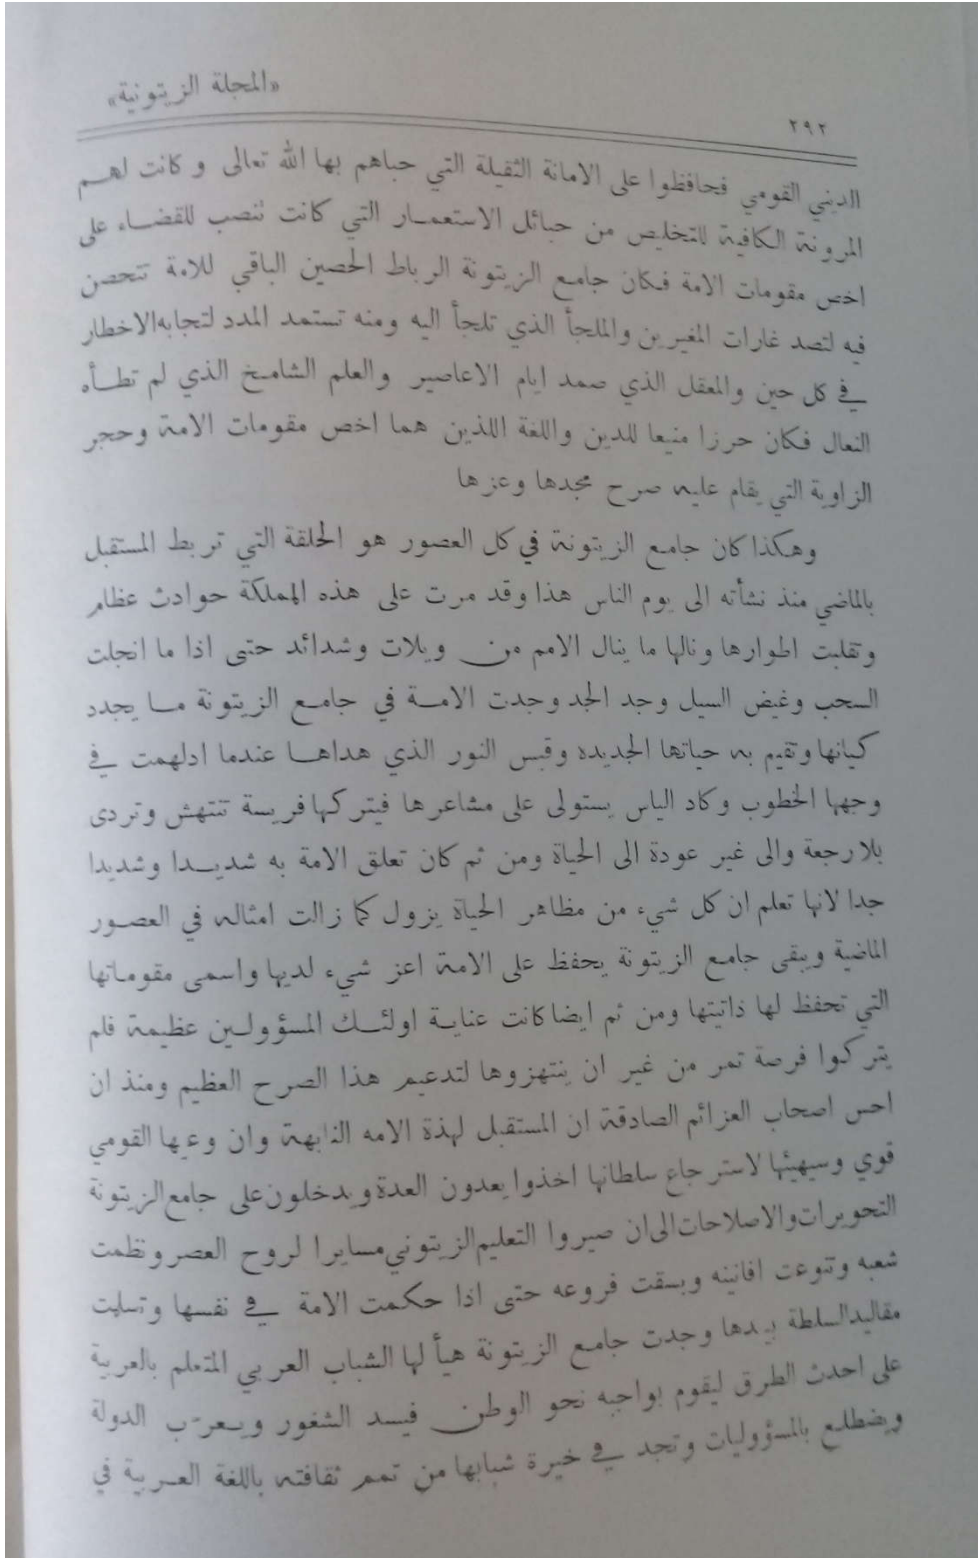 «المجلة الزيتونية»
٢٩٢
الديني القومي فحافظوا على الامانة الثقيلة التي حباهم بها الله تعالى وكانت لهم
المرونة الكافية للتخليص من حبائل الاستعمار التي كانت تنصب للقضاء على
اخص مقومات الامة فكان جامع الزيتونة الرباط الحصين الباقي للامة تتحصن
فيه لتصد غارات المغيرين والملجأ الذي تلجأ اليه ومنه تستمد المدد لتجابه الاخطار
في كل حين والمعقل الذي صمد ايام الاعاصير والعلم الشامخ الذي لم تطأه
النعال فكان حرزا منيعا للدين واللغة اللذين هما اخص مقومات الامة وحجر
الزاوية التي يقام عليه صرح مجدها وعزها
وهكذا كان جامع الزيتونة في كل العصور هو الحلقة التي تربط المستقبل
بالماضي منذ نشأته الى يوم الناس هذا وقد مرت على هذه المملكة حوادث عظام
وتقلبت اطوارها ونالها ما ينال الامم من ويلات وشدائد حتى اذا ما انجلت
السحب وغيض السيل وجد الجد وجدت الامة في جامع الزيتونة ما يجدد
كيانها وتقيم به حياتها الجديده وقبس النور الذي هداها عندما ادلهمت في
وجهها الخطوب وكاد الياس يستولى على مشاعرها فيتركها فريسة تنتهش وتردى
بلا رجعة والى غير عودة الى الحياة ومن ثم كان تعلق الامة به شديدا وشديدا
جدا لانها تعلم ان كل شيء من مظاهر الحياة يزول كما زالت امثاله في العصور
الماضية ويبقى جامع الزيتونة يحفظ على الامة اعز شيء لديها واسمى مقوماتها
التي تحفظ لها ذاتيتها ومن ثم ايضا كانت عناية اولئك المسؤولين عظيمة فلم
يتركوا فرصة تمر من غير ان ينتهزوها لتدعيم هذا الصرح العظيم ومنذ ان
احس اصحاب العزائم الصادقة ان المستقبل لهذة الامه النابهة وان وعيها القومي
قوي وسيهيئها لاسترجاع سلطانها اخذوا يعدون العدة ويدخلون على جامع الزيتونة
التحويرات والاصلاحات الى ان صيروا التعليم الزيتوني مسايرا لروح العصر ونظمت
شعبه وتنوعت افانينه وبسقت فروعه حتى اذا حكمت الامة في نفسها وتسلمت
مقاليد السلطة بيدها وجدت جامع الزيتونة هيأ لها الشباب العربي المتعلم بالعربية
على احدث الطرق ليقوم بواجبه نحو الوطن فيسد الشغور ويعرّب الدولة
ويضطلع بالمسؤوليات وتجد في خيرة شبابها من تمم ثقافته باللغة العربية في